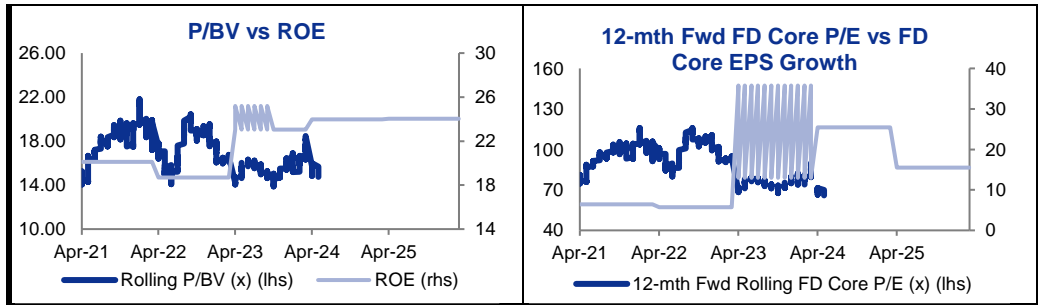 P/BV vs ROE
26.00
22.00
18.00
14.00
10.00
30
26
22
18
14
Apr-21 Apr-22 Apr-23 Apr-24 Apr-25
Rolling P/BV (x) (lhs) ROE (rhs)
12-mth Fwd FD Core P/E vs FD
Core EPS Growth
160
130
100
70
40
40
30
20
10
0
Apr-21 Apr-22 Apr-23 Apr-24 Apr-25
12-mth Fwd Rolling FD Core P/E (x) (lhs)